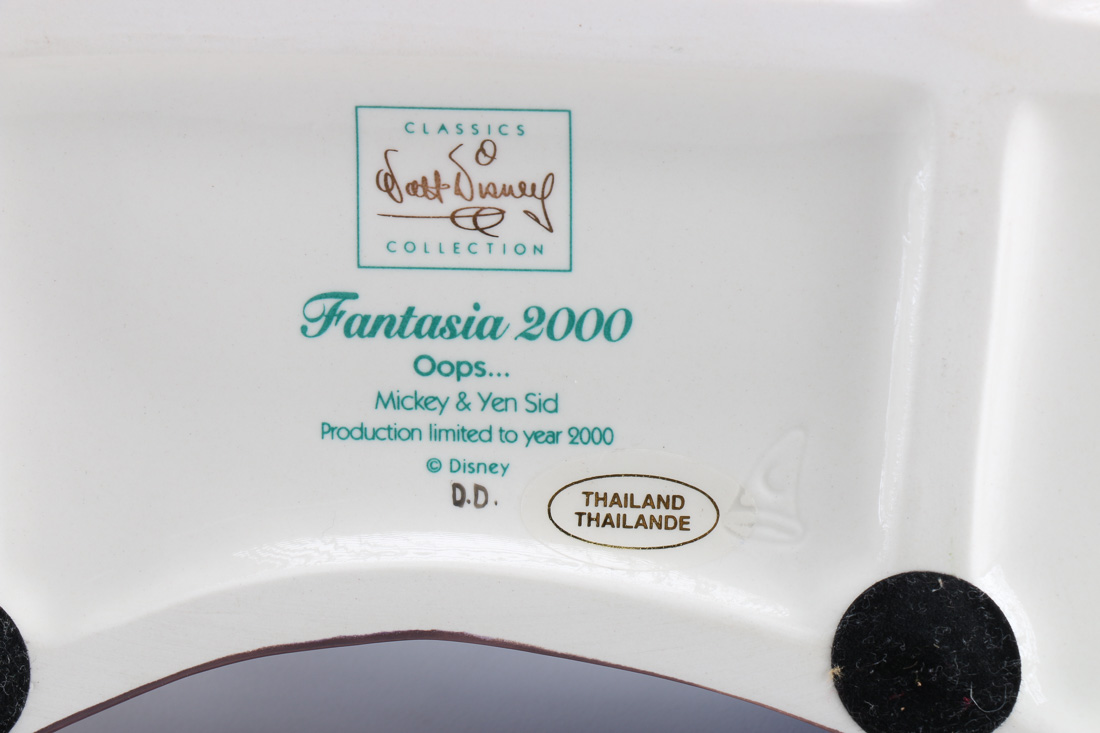 CLASSICS
Walt Disney
COLLECTION
Fantasia 2000
Oops...
Mickey & Yen Sid
Production limited to year 2000
© Disney
D.D.
THAILAND
THAILANDE